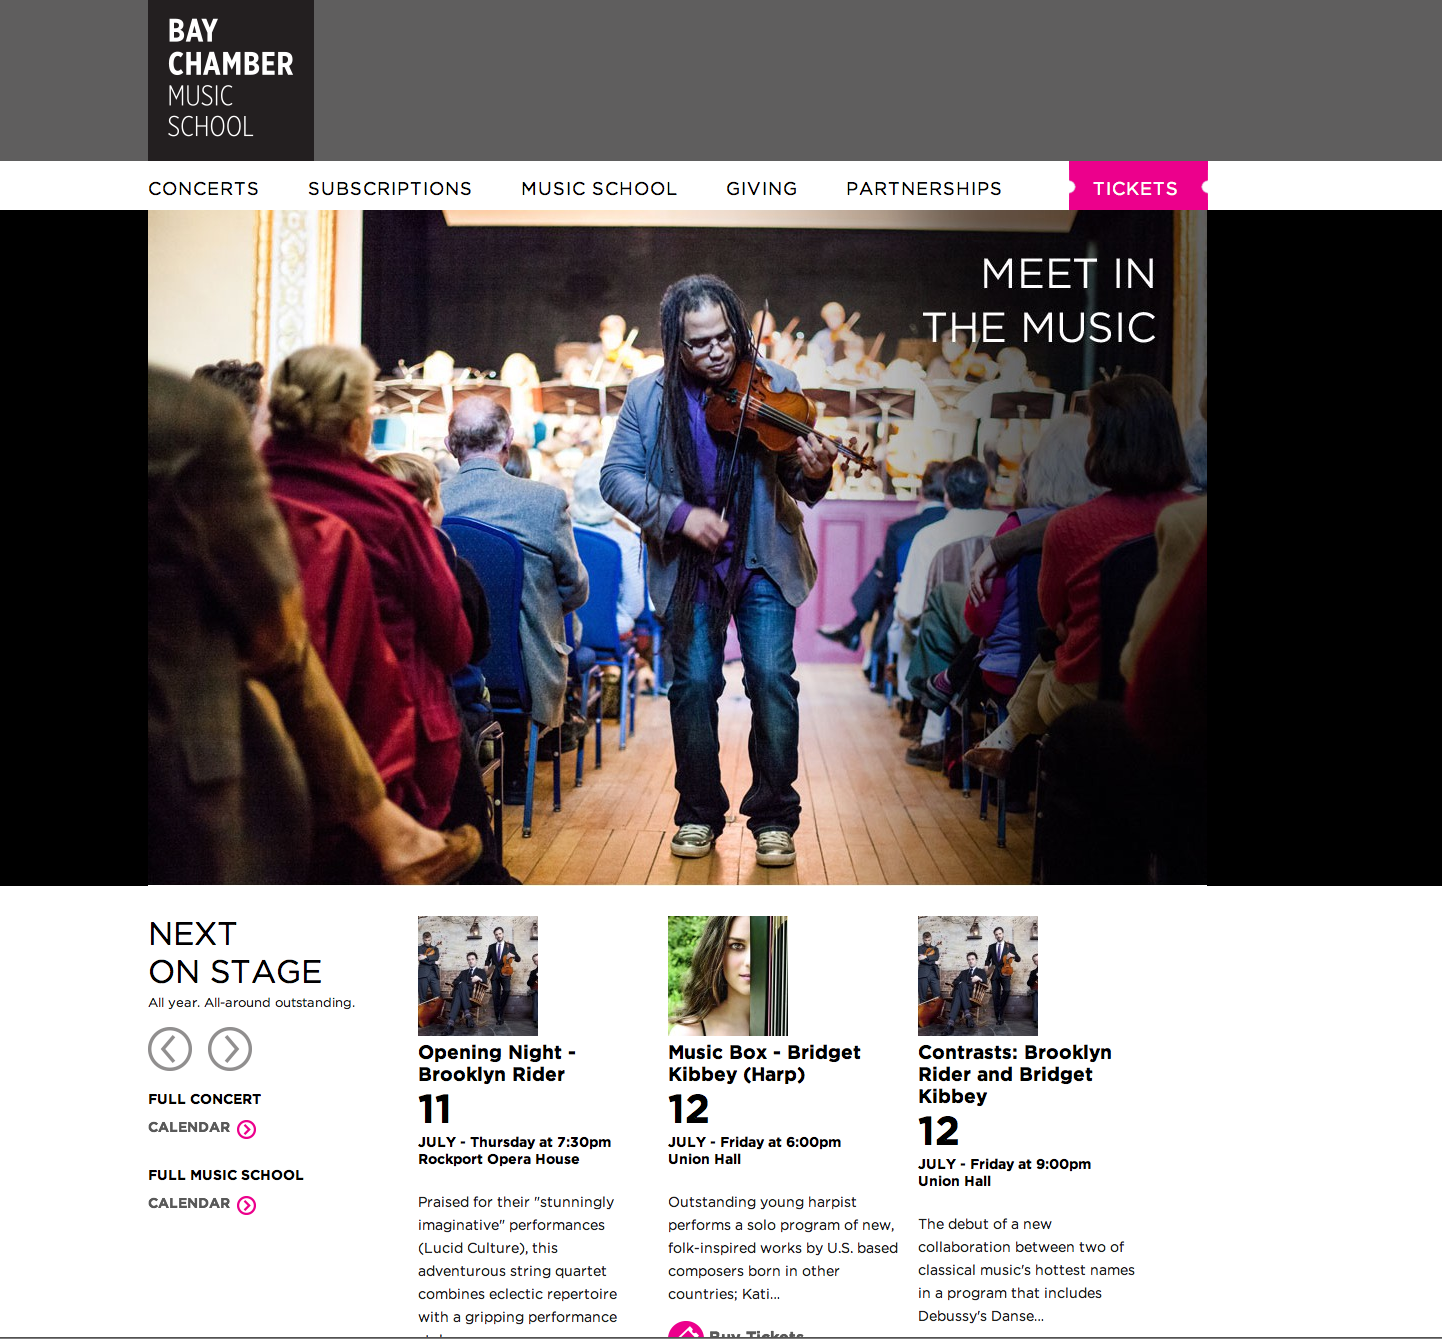 BAY
CHAMBER
MUSIC
SCHOOL
CONCERTS SUBSCRIPTIONS MUSIC SCHOOL GIVING PARTNERSHIPS TICKETS
MEET IN
THE MUSIC
NEXT
ON STAGE
All year. All-around outstanding.
FULL CONCERT
CALENDAR
FULL MUSIC SCHOOL
CALENDAR
Opening Night -
Brooklyn Rider
11
JULY - Thursday at 7:30pm
Rockport Opera House
Praised for their "stunningly
imaginative" performances
(Lucid Culture), this
adventurous string quartet
combines eclectic repertoire
with a gripping performance
Music Box - Bridget
Kibbey (Harp)
12
JULY - Friday at 6:00pm
Union Hall
Outstanding young harpist
performs a solo program of new,
folk-inspired works by U.S. based
composers born in other
countries; Kati...
Buy Tickets
Contrasts: Brooklyn
Rider and Bridget
Kibbey
12
JULY - Friday at 9:00pm
Union Hall
The debut of a new
collaboration between two of
classical music's hottest names
in a program that includes
Debussy's Danse...